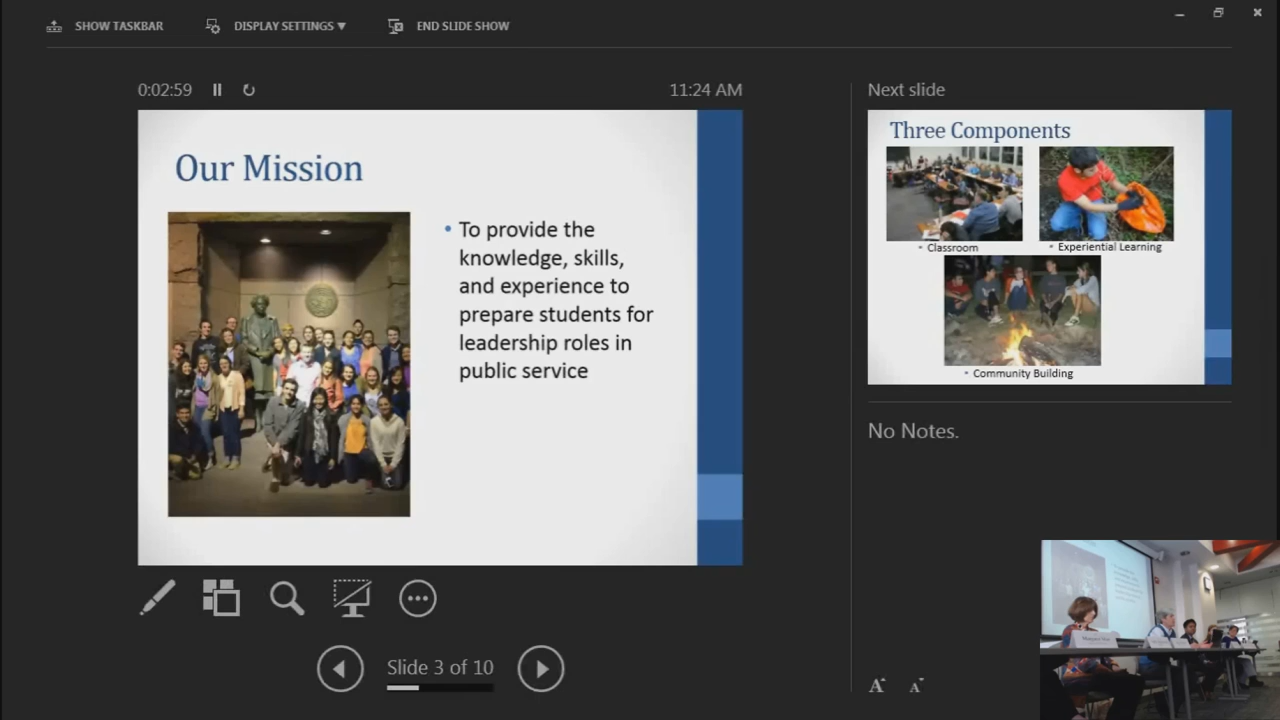 SHOW TASKBAR
DISPLAY SETTINGS ▼
END SLIDE SHOW
0:02:59
11:24 AM
Our Mission
• To provide the
knowledge, skills,
and experience to
prepare students for
leadership roles in
public service
Slide 3 of 10
Next slide
Three Components
• Classroom
• Experiential Learning
• Community Building
No Notes.
A
A